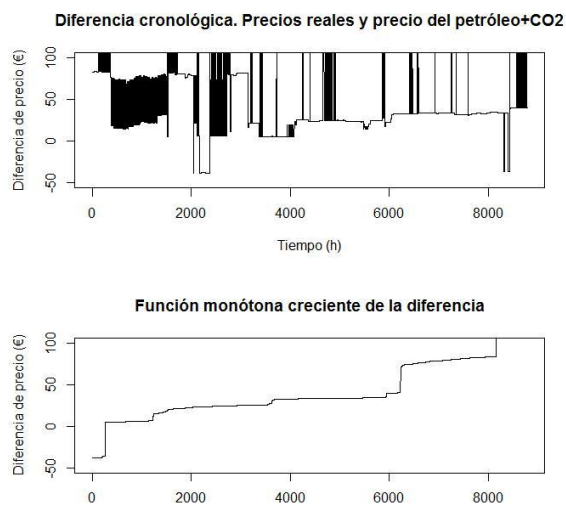 Diferencia cronológica. Precios reales y precio del petróleo+CO2
Diferencia de precio (€)
100
50
0
-50
0 2000 4000 6000 8000
Tiempo (h)
Función monótona creciente de la diferencia
Diferencia de precio (€)
100
50
0
-50
0 2000 4000 6000 8000